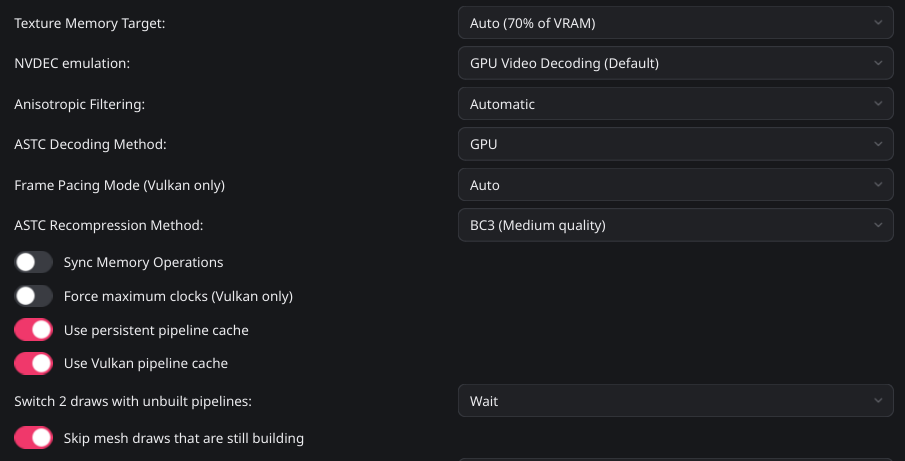 Texture Memory Target: Auto (70% of VRAM)
NVDEC emulation: GPU Video Decoding (Default)
Anisotropic Filtering: Automatic
ASTC Decoding Method: GPU
Frame Pacing Mode (Vulkan only) Auto
ASTC Recompression Method: BC3 (Medium quality)
Sync Memory Operations
Force maximum clocks (Vulkan only)
Use persistent pipeline cache
Use Vulkan pipeline cache
Switch 2 draws with unbuilt pipelines: Wait
Skip mesh draws that are still building